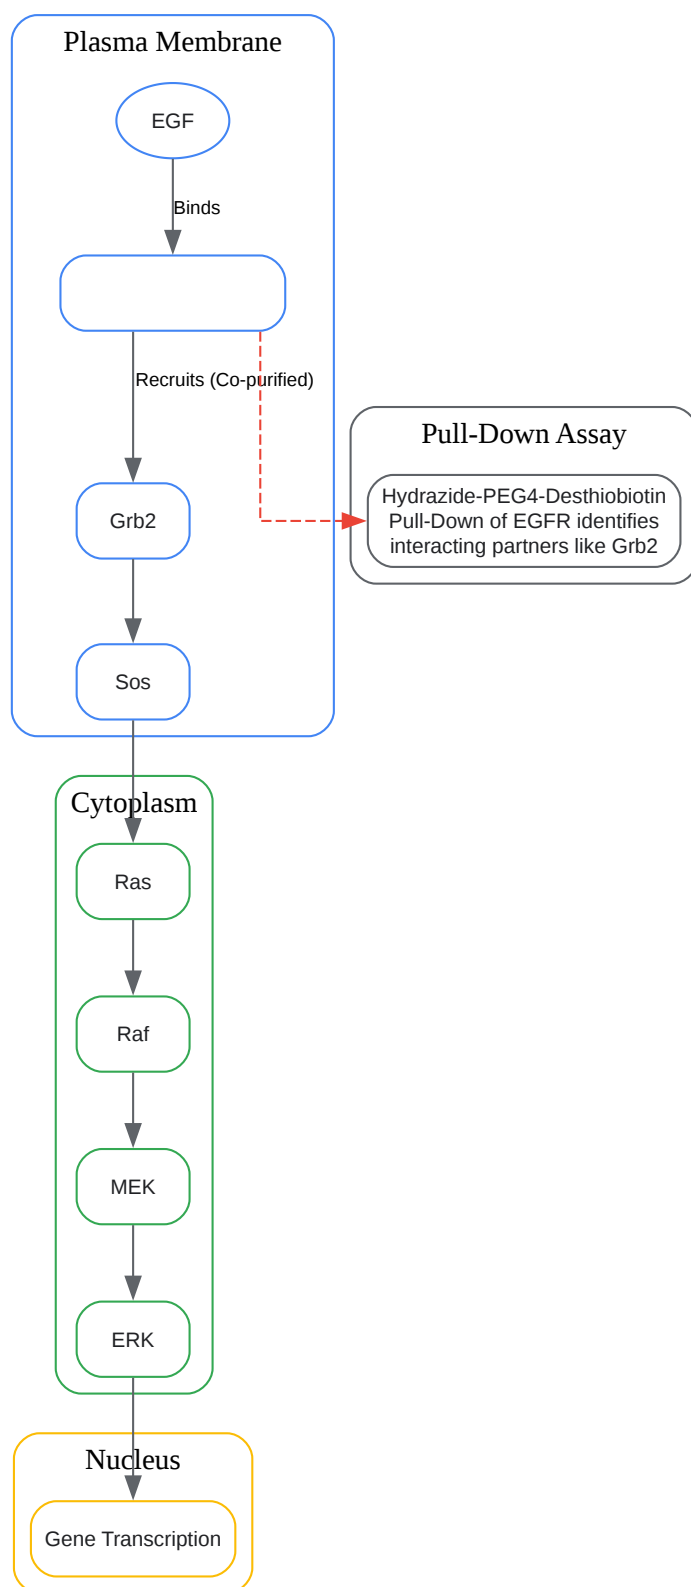 Plasma Membrane
EGF
Binds
Recruits (Co-purified)
Pull-Down Assay
Hydrazide-PEG4-Desthiobiotin
Pull-Down of EGFR identifies
interacting partners like Grb2
Grb2
Sos
Cytoplasm
Ras
Raf
MEK
ERK
Nucleus
Gene Transcription